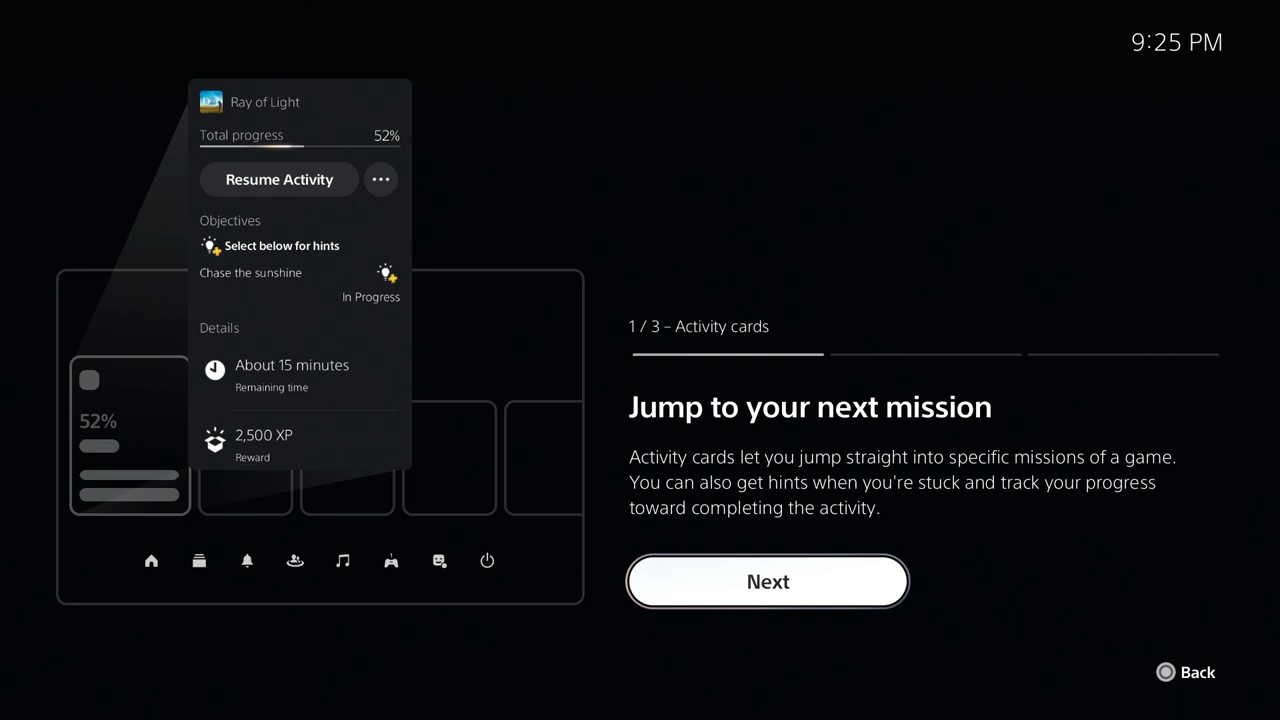 9:25 PM
Ray of Light
Total progress 52%
Resume Activity
Objectives
Select below for hints
Chase the sunshine
In Progress
Details
About 15 minutes
Remaining time
2,500 XP
Reward
52%
1 / 3 – Activity cards
Jump to your next mission
Activity cards let you jump straight into specific missions of a game.
You can also get hints when you're stuck and track your progress
toward completing the activity.
Next
Back